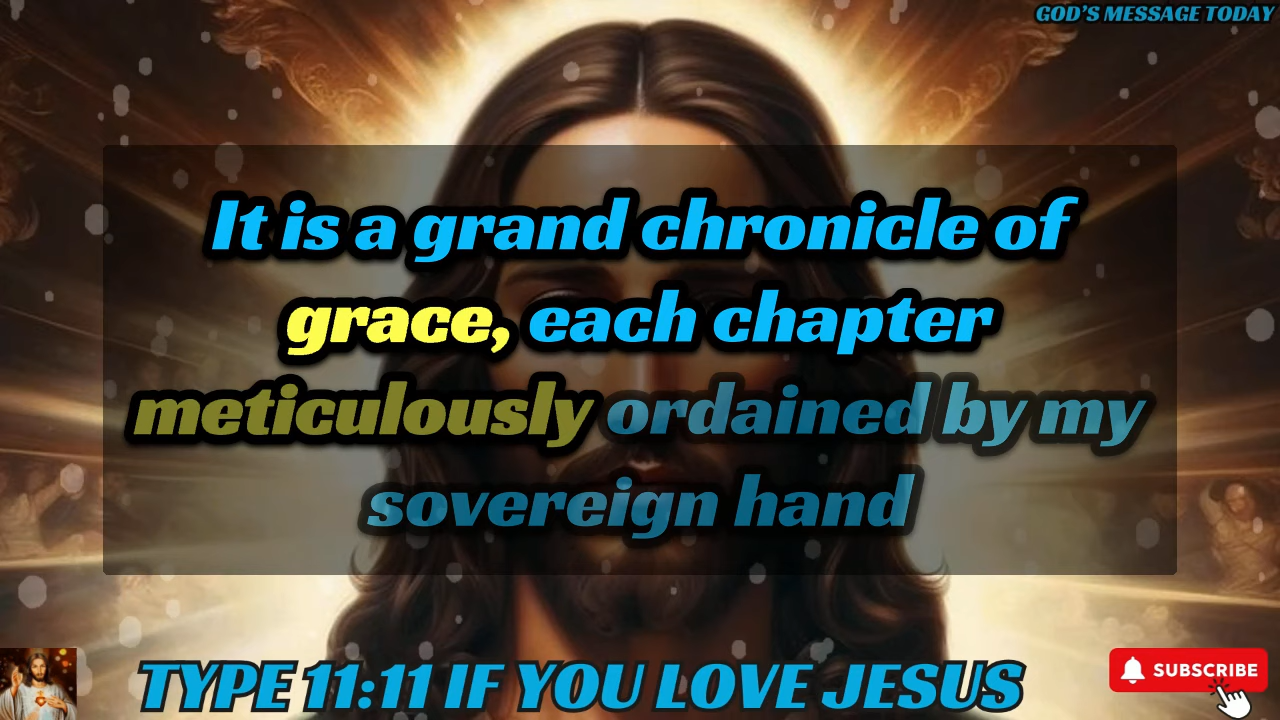 GOD'S MESSAGE TODAY
It is a grand chronicle of
grace, each chapter
meticulously ordained by my
sovereign hand
TYPE 11:11 IF YOU LOVE JESUS
SUBSCRIBE